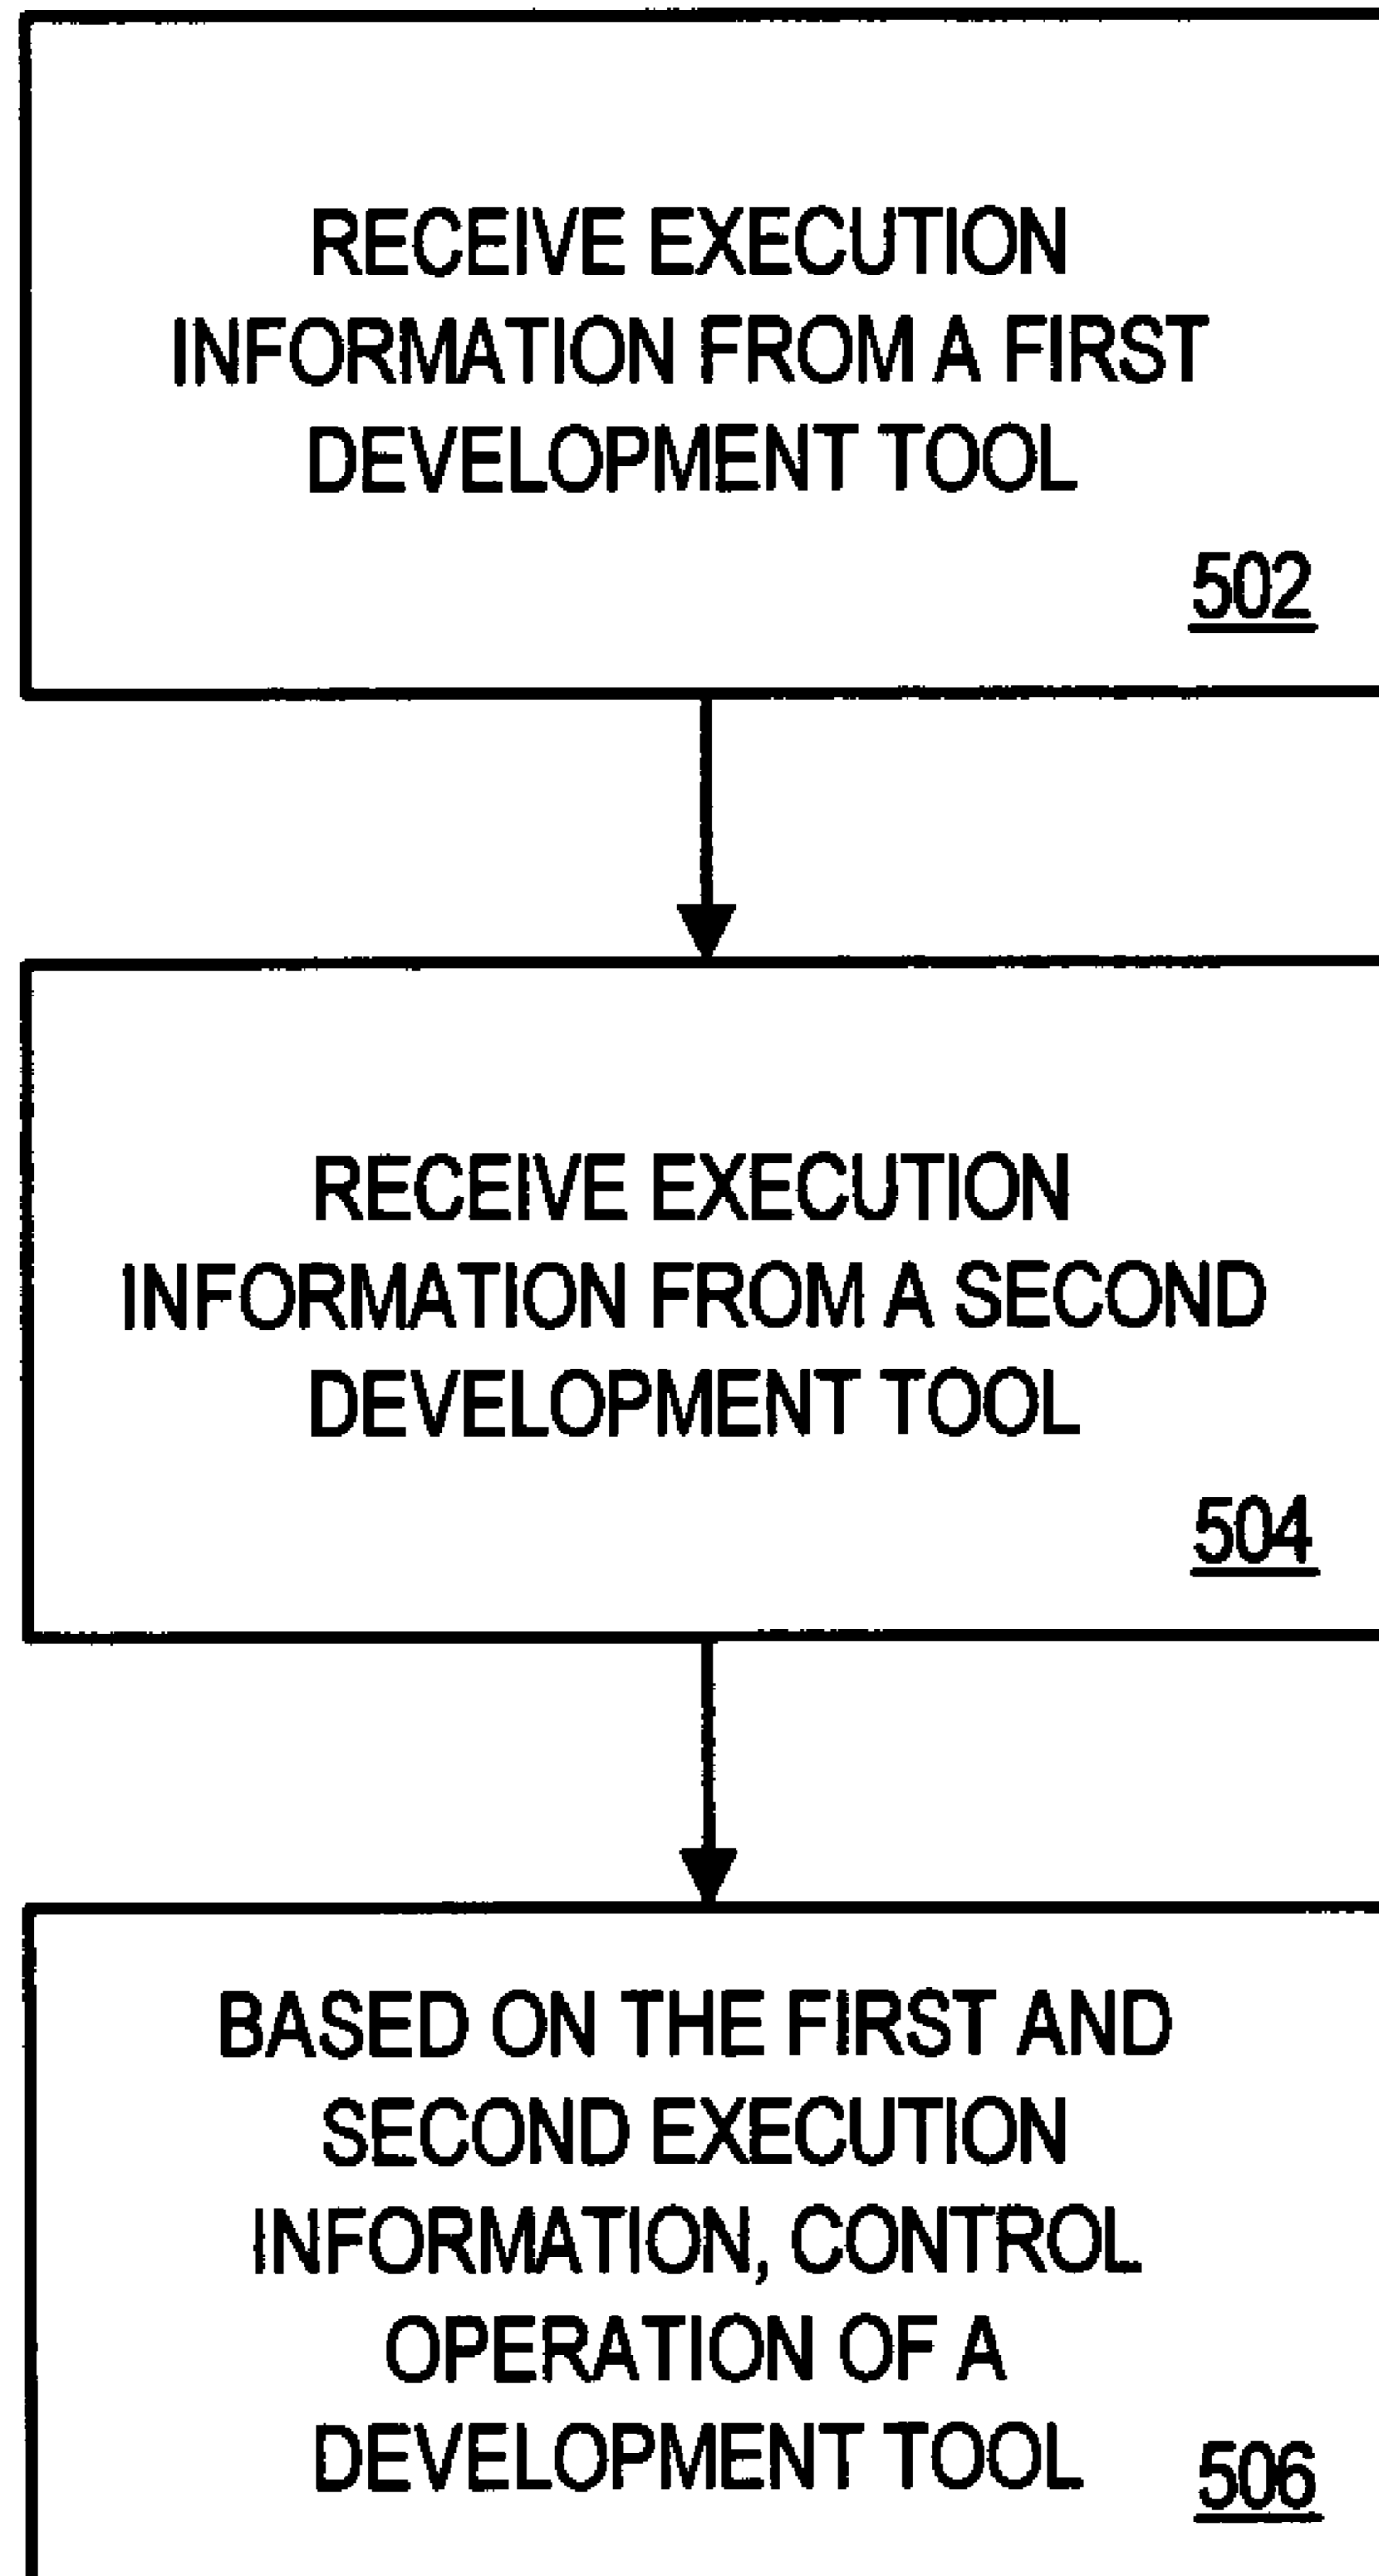 RECEIVE EXECUTION
INFORMATION FROM A FIRST
DEVELOPMENT TOOL
502
RECEIVE EXECUTION
INFORMATION FROM A SECOND
DEVELOPMENT TOOL
504
BASED ON THE FIRST AND
SECOND EXECUTION
INFORMATION, CONTROL
OPERATION OF A
DEVELOPMENT TOOL
506